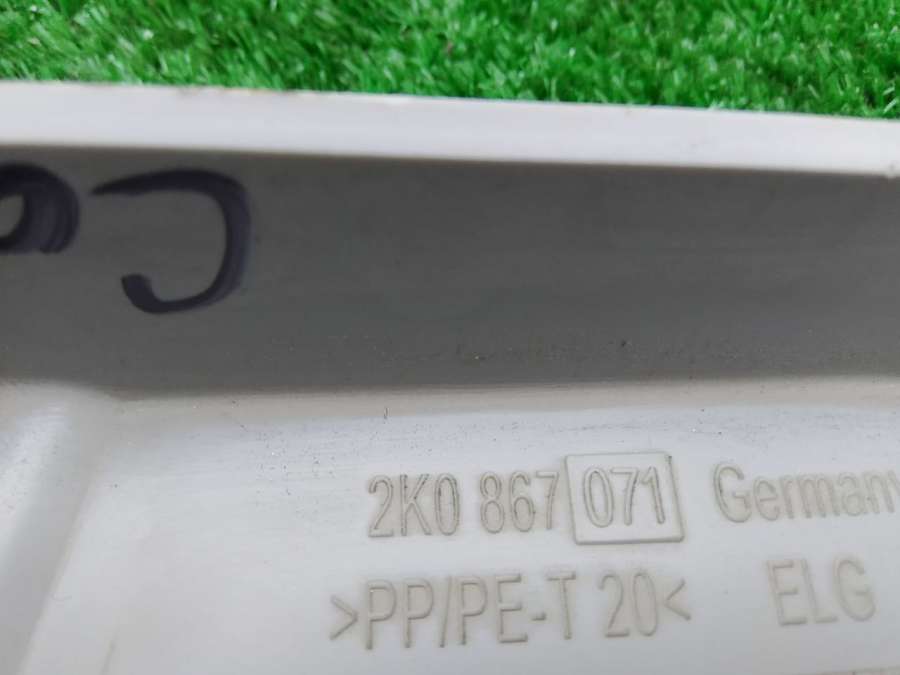 2K0 867 071 Germany
>PP/PE-T 20< ELG